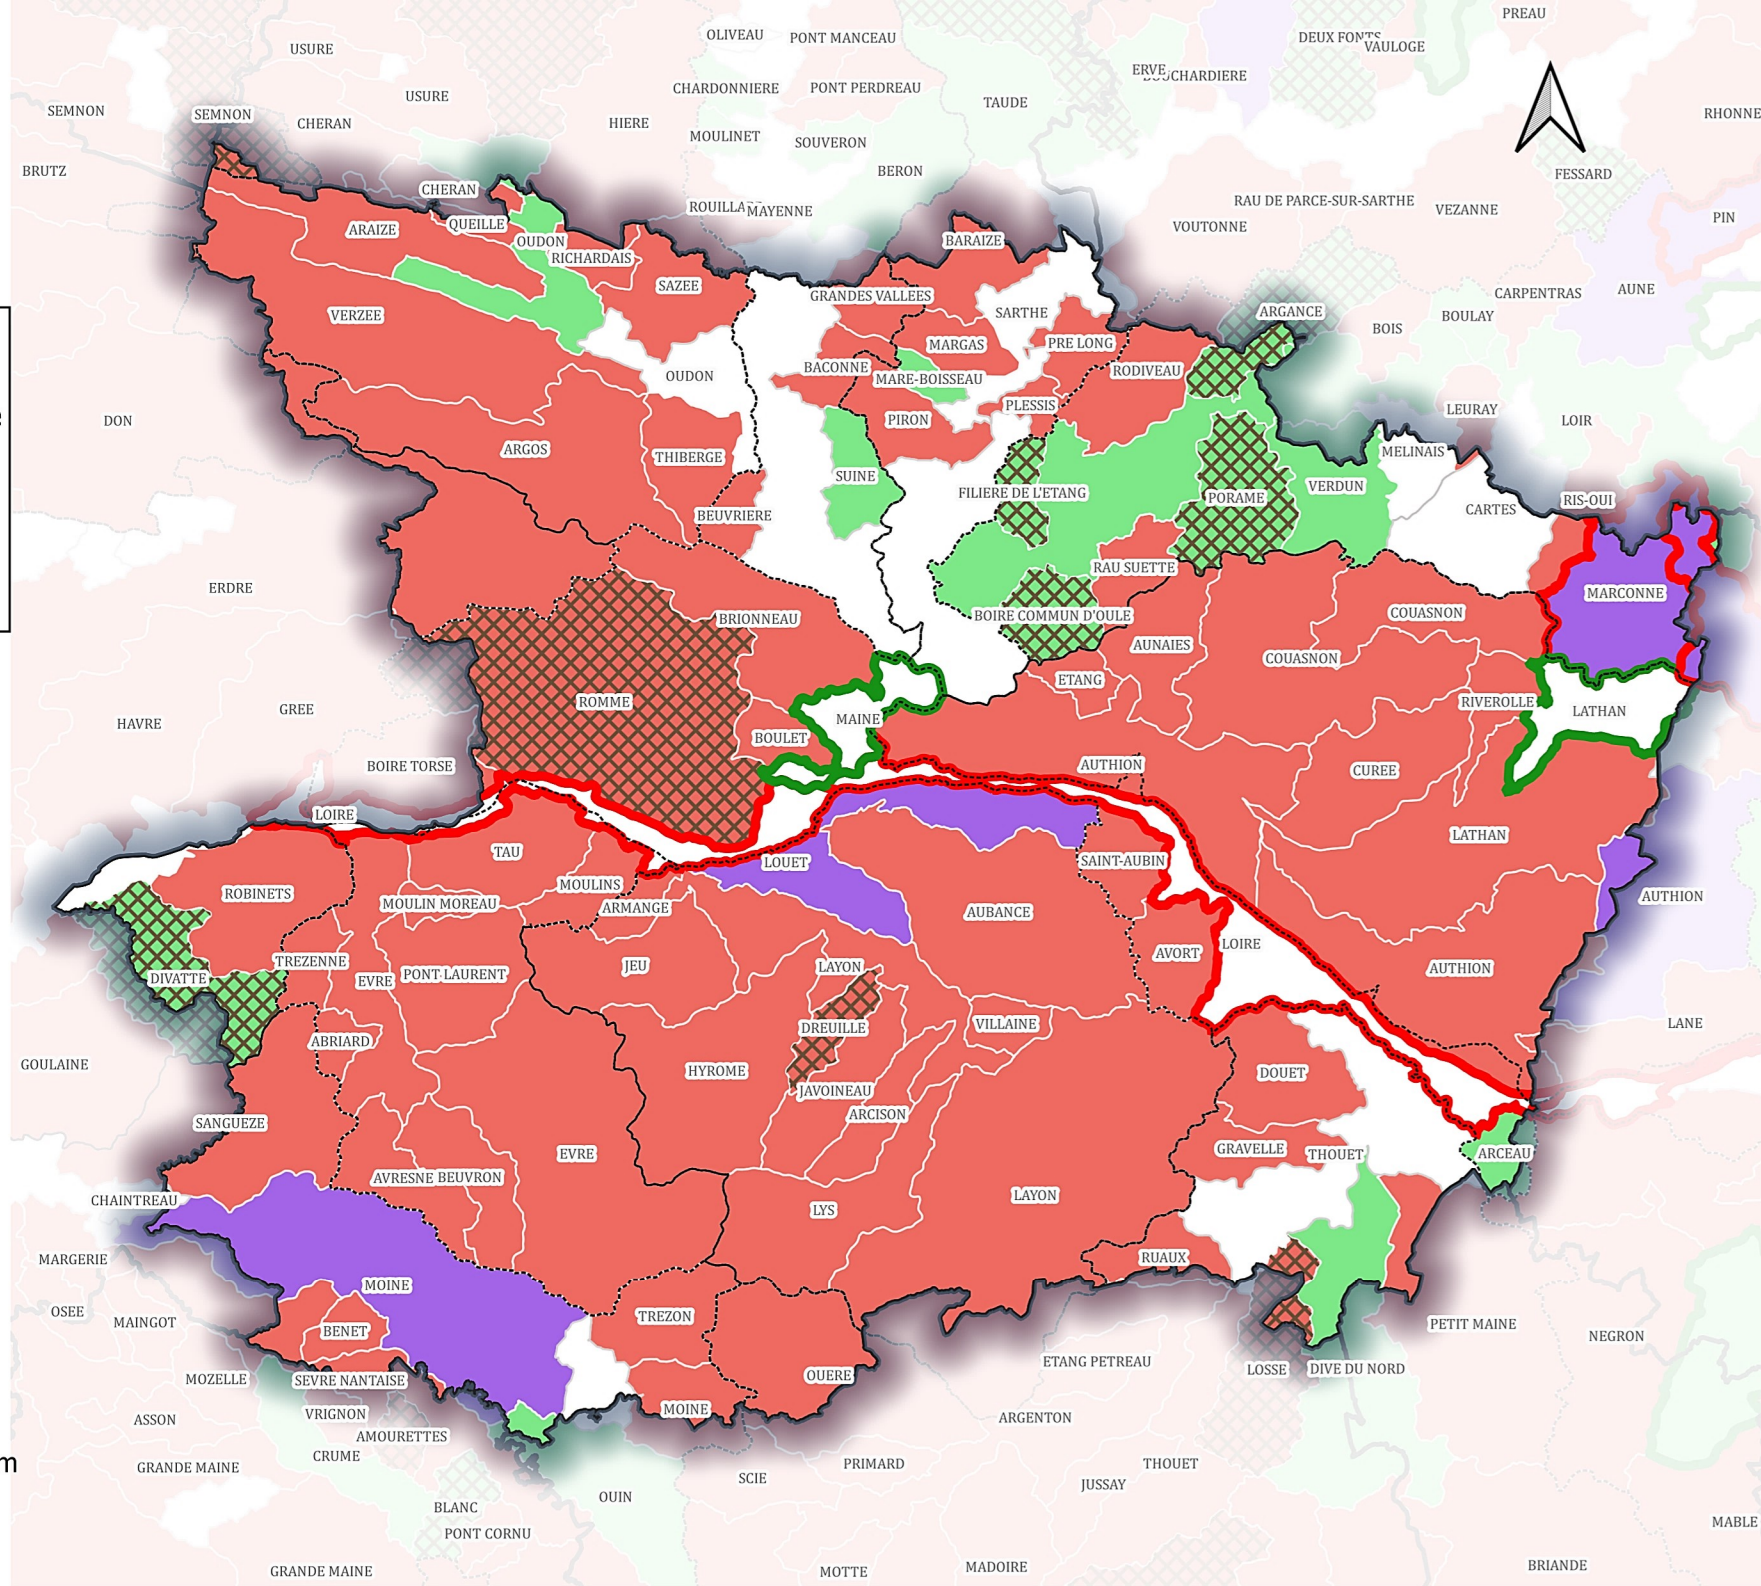 PREAU
OLIVEAU
PONT MANCEAU
DEUX FONTS
VAULOGE
USURE
ERVE
BOUCHARDIERE
CHARDONNIERE
PONT PERDREAU
USURE
TAUDE
SEMNON
SEMNON
CHERAN
HIERE
RHONNE
MOULINET
SOUVERON
BRUTZ
BERON
FESSARD
CHERAN
RAU DE PARCE-SUR-SARTHE
VEZANNE
MAYENNE
PIN
QUEILLE
VOUTONNE
ARAIZE
OUDON
BARAIZE
RICHARDAIS
SAZEE
GRANDES VALLEES
CARPENTRAS
AUNE
VERZEE
SARTHE
ARGANCE
BOULAY
BOIS
MARGAS
PRE LONG
BACONNE
RODIVEAU
OUDON
MARE-BOISSEAU
PLESSIS
LEURAY
DON
PIRON
LOIR
ARGOS
THIBERGE
MELINAIS
SUINE
VERDUN
FILIERE DE L'ETANG
PORAME
RIS-OUI
BEUVRIERE
CARTES
RAU SUETTE
ERDRE
MARCONNE
BRIONNEAU
BOIRE COMMUN D'OULE
COUASNON
AUNAIES
COUASNON
ETANG
ROMME
RIVEROLLE
GREE
LATHAN
HAVRE
MAINE
BOULET
BOIRE TORSE
AUTHION
CUREE
LOIRE
LATHAN
TAU
LOUET
SAINT-AUBIN
MOULINS
ROBINETS
MOULIN MOREAU
ARMANGE
AUBANCE
AUTHION
LOIRE
AVORT
TREZENNE
JEU
LAYON
AUTHION
DIVATTE
EVRE
PONT-LAURENT
DREUILLE
VILLAINE
LANE
ABRIARD
GOULAINE
HYROME
DOUET
JAVOINEAU
ARCISON
SANGUEZE
GRAVELLE
THOUET
ARCEAU
EVRE
AVRESNE
BEUVRON
CHAINTREAU
LYS
LAYON
MARGERIE
RUAUX
MOINE
OSEE
MAINGOT
TREZON
PETIT MAINE
BENET
NEGRON
ETANG PETREAU
MOZELLE
SEVRE NANTAISE
OUERE
LOSSE
DIVE DU NORD
VRIGNON
MOINE
ASSON
ARGENTON
AMOURETTES
CRUME
m
GRANDE MAINE
SCIE
PRIMARD
THOUET
JUSSAY
OUIN
BLANC
PONT CORNU
MABLE
GRANDE MAINE
MOTTE
MADOIRE
BRIANDE